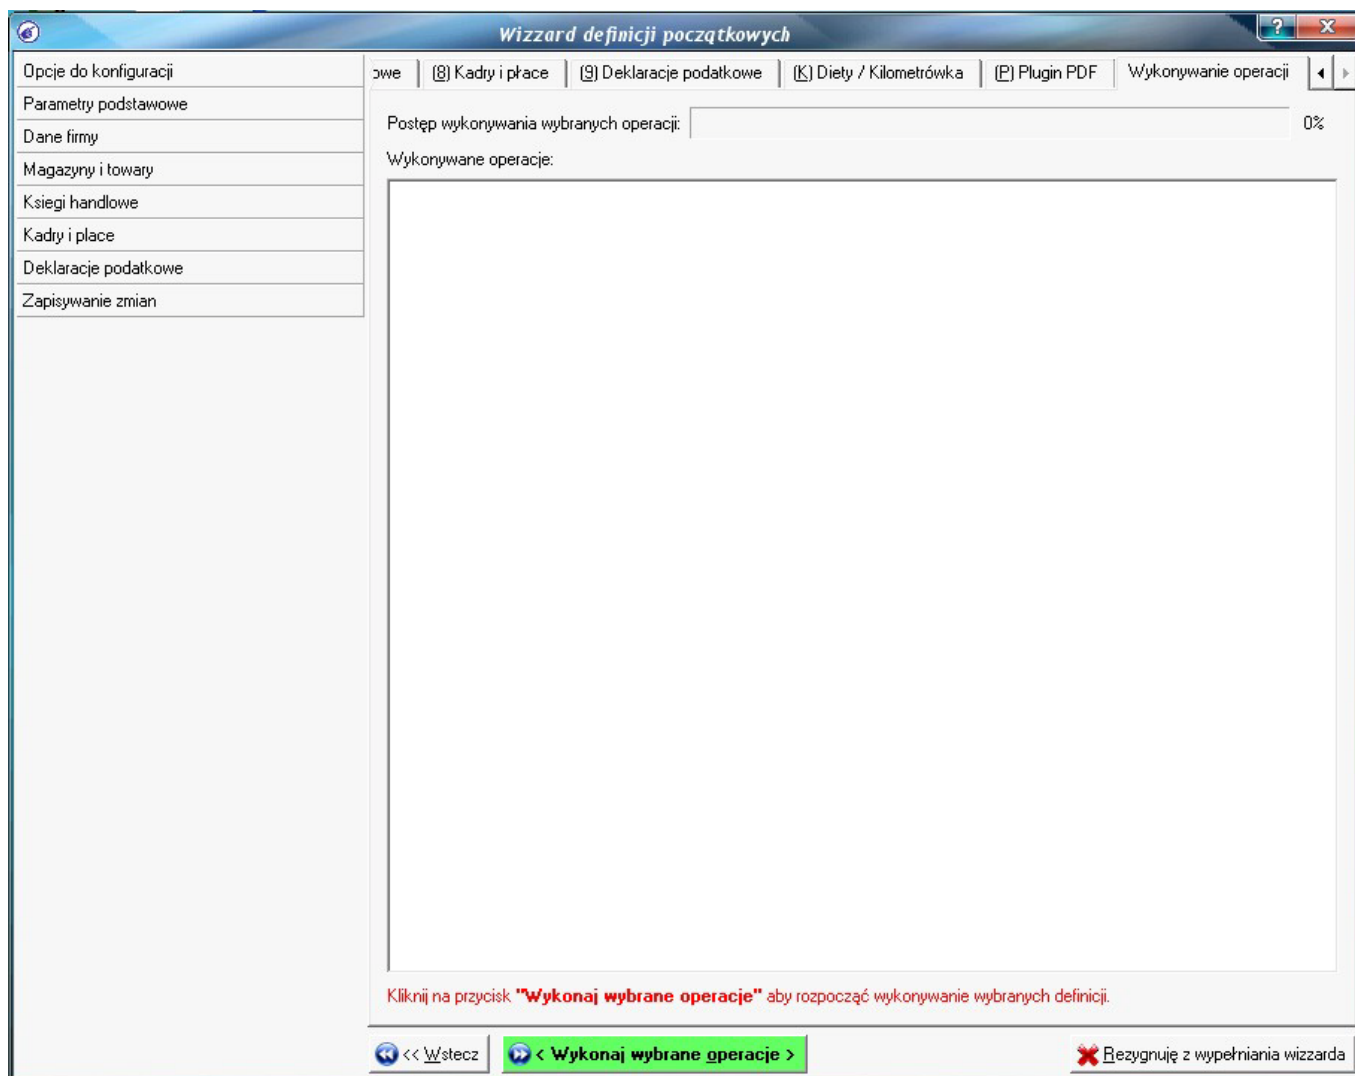 Wizzard definicji początkowych
?
X
Opcje do konfiguracji
Parametry podstawowe
Dane firmy
Magazyny i towary
Ksiegi handlowe
Kadry i place
Deklaracje podatkowe
Zapisywanie zmian
owe
(8) Kadry i płace
(9) Deklaracje podatkowe
(K) Diety / Kilometrówka
(P) Plugin PDF
Wykonywanie operacji
Postęp wykonywania wybranych operacji:
0%
Wykonywane operacje:
Kliknij na przycisk "Wykonaj wybrane operacje" aby rozpocząć wykonywanie wybranych definicji.
<< Wstecz
< Wykonaj wybrane operacje >
Rezygnuję z wypełniania wizzarda